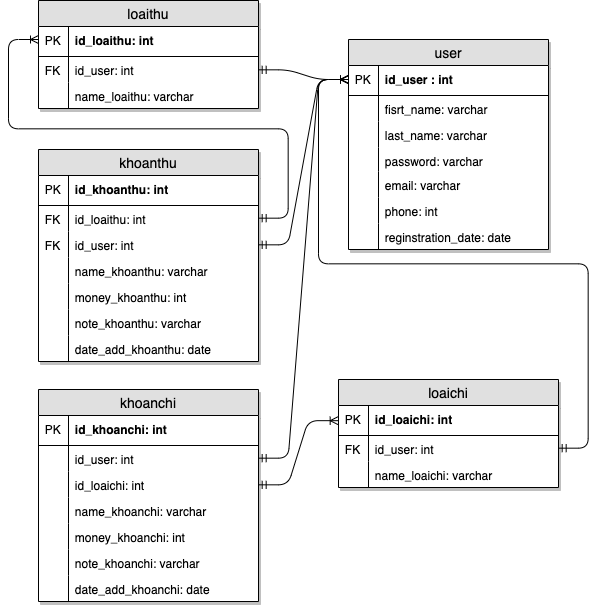 loaithu
PK id_loaithu: int
FK id_user: int
name_loaithu: varchar
user
PK id_user : int
fisrt_name: varchar
last_name: varchar
password: varchar
email: varchar
phone: int
reginstration_date: date
khoanthu
PK id_khoanthu: int
FK id_loaithu: int
FK id_user: int
name_khoanthu: varchar
money_khoanthu: int
note_khoanthu: varchar
date_add_khoanthu: date
khoanchi
PK id_khoanchi: int
id_user: int
id_loaichi: int
name_khoanchi: varchar
money_khoanchi: int
note_khoanchi: varchar
date_add_khoanchi: date
loaichi
PK id_loaichi: int
FK id_user: int
name_loaichi: varchar